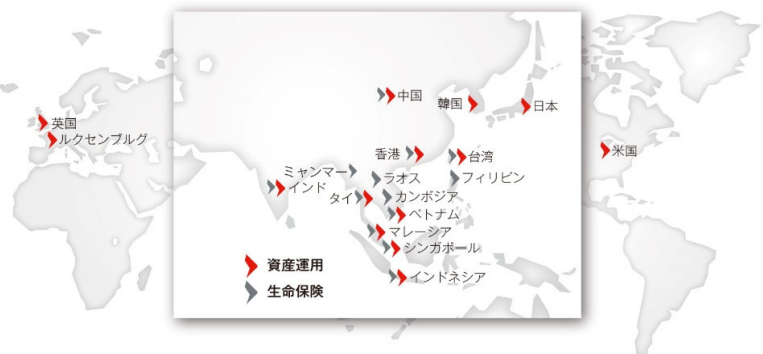 中国
韓国
日本
英国
ルクセンブルグ
香港
台湾
米国
ミャンマー
ラオス
フィリピン
インド
タイ
カンボジア
ベトナム
マレーシア
シンガポール
資産運用
インドネシア
生命保険